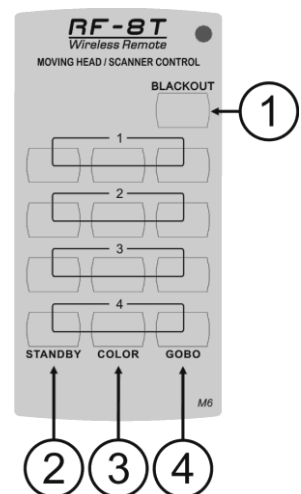 RF-8T
Wireless Remote
MOVING HEAD / SCANNER CONTROL
BLACKOUT
1
1
2
3
4
STANDBY COLOR GOBO
M6
2 3 4